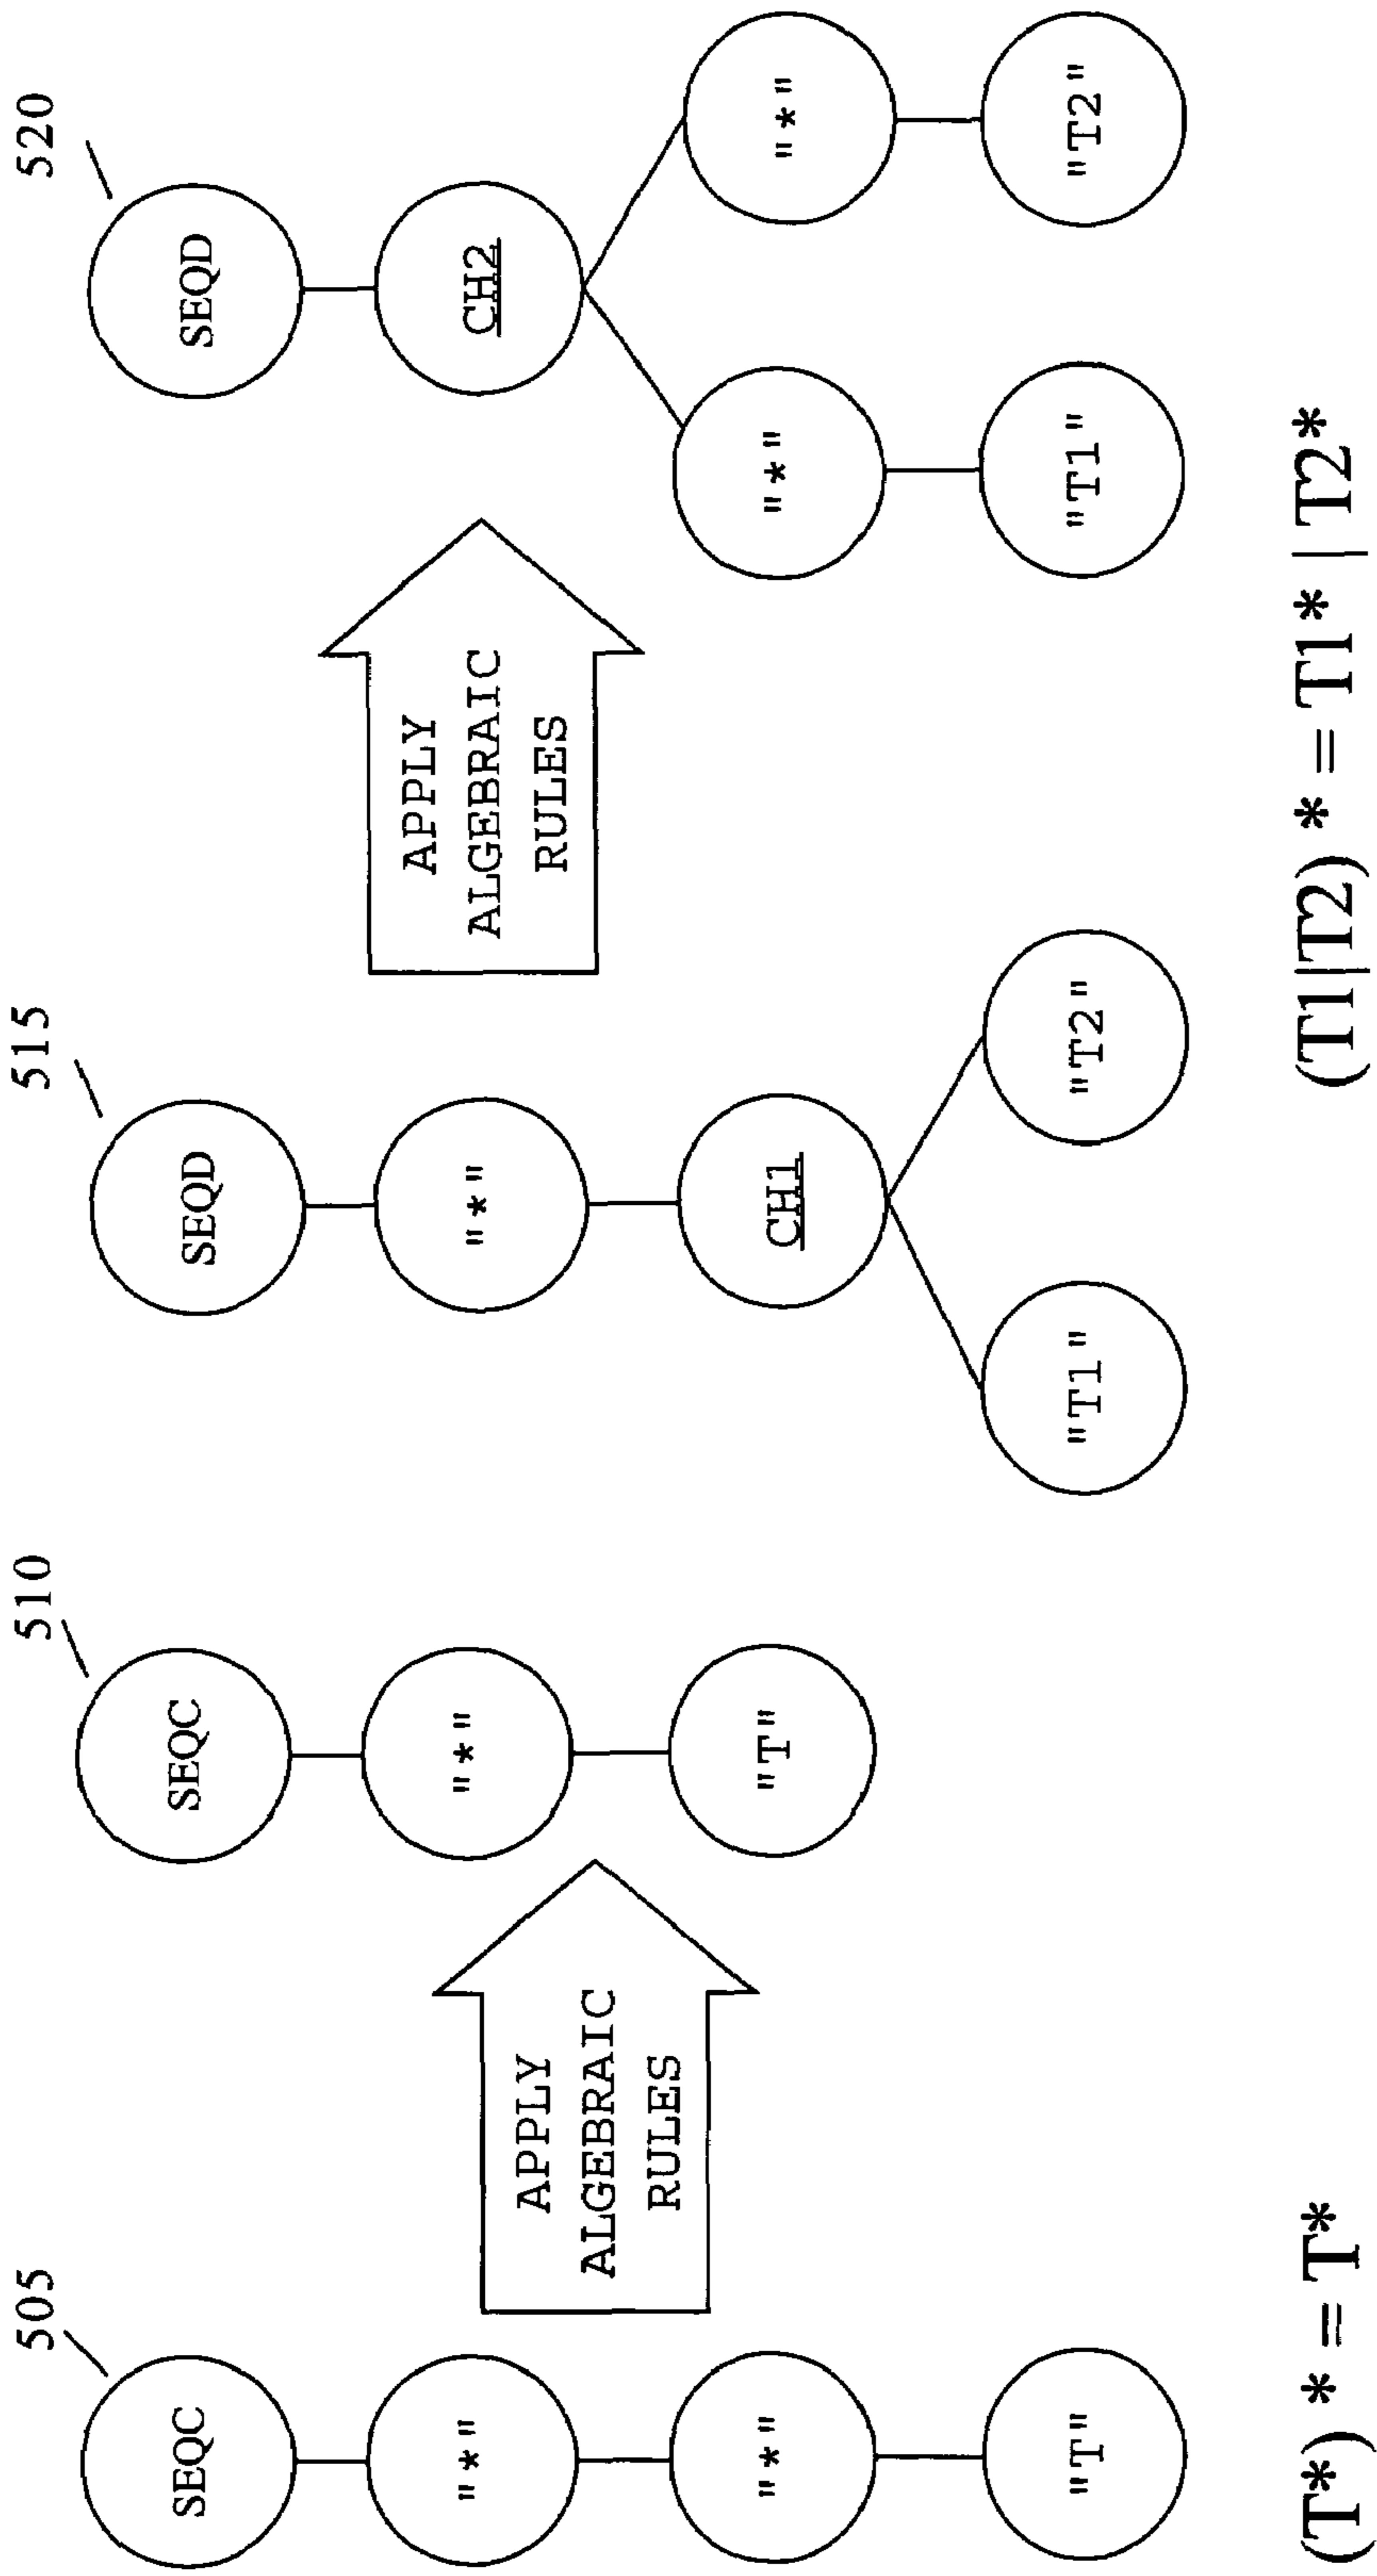 505
SEQC
"*"
"*"
"T"
APPLY
ALGEBRAIC
RULES
510
SEQC
"*"
"T"
(T*) * = T*
515
SEQD
"*"
CH1
"T1"
"T2"
APPLY
ALGEBRAIC
RULES
520
SEQD
CH2
"*"
"*"
"T1"
"T2"
(T1|T2) * = T1* | T2*